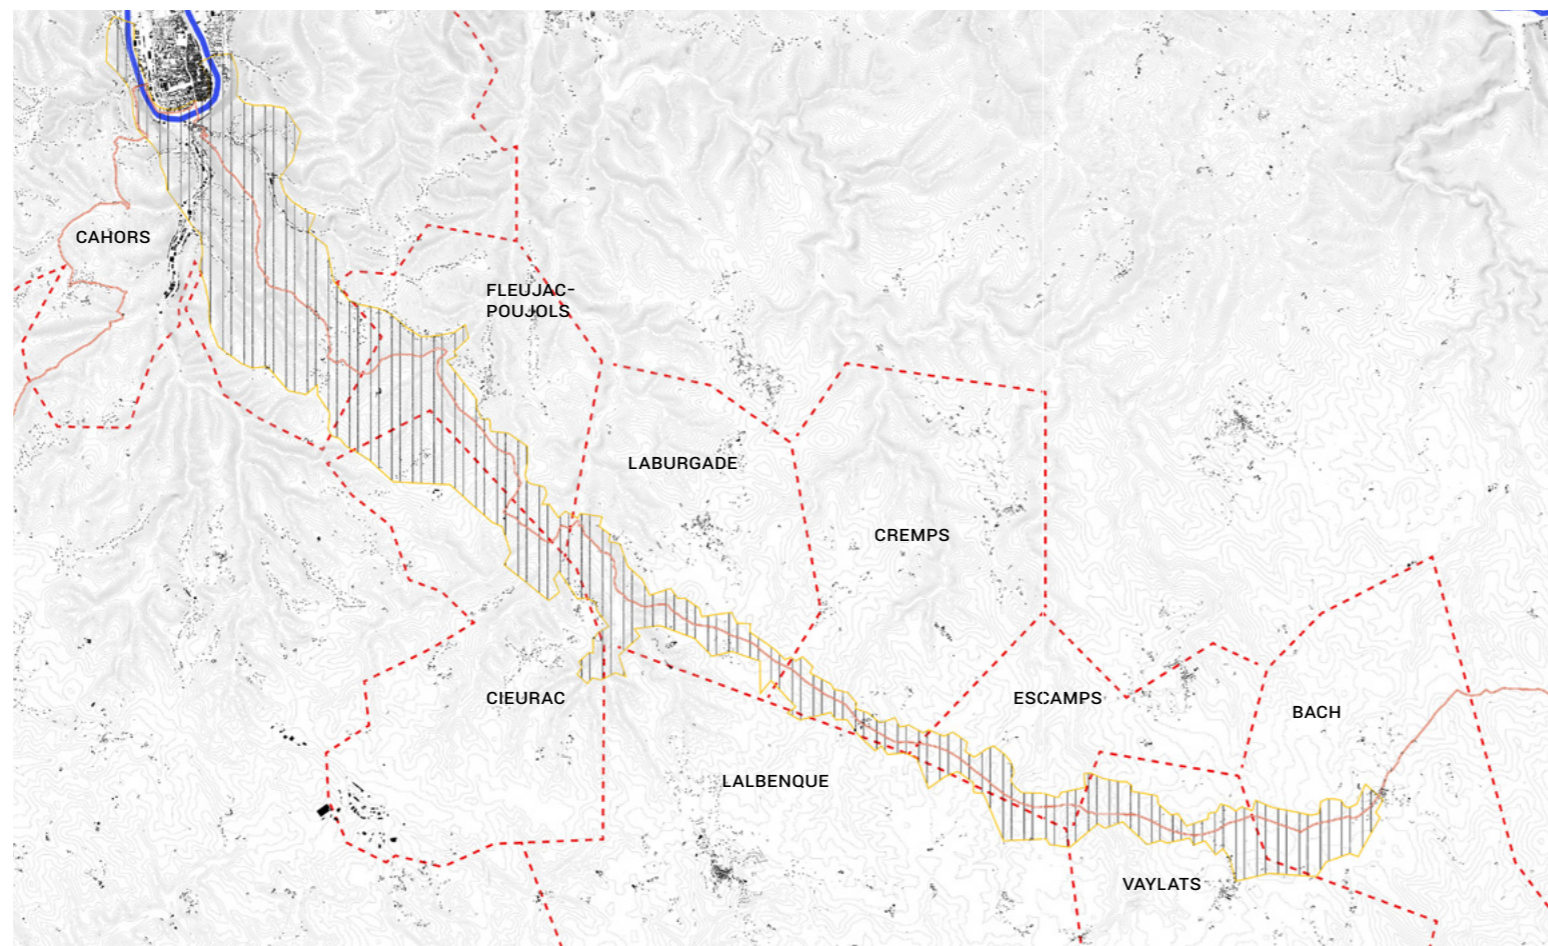 CAHORS
FLEUJAC-
POUJOLS
LABURGADE
CREMPS
CIEURAC
ESCAMPS
BACH
LALBENQUE
VAYLATS